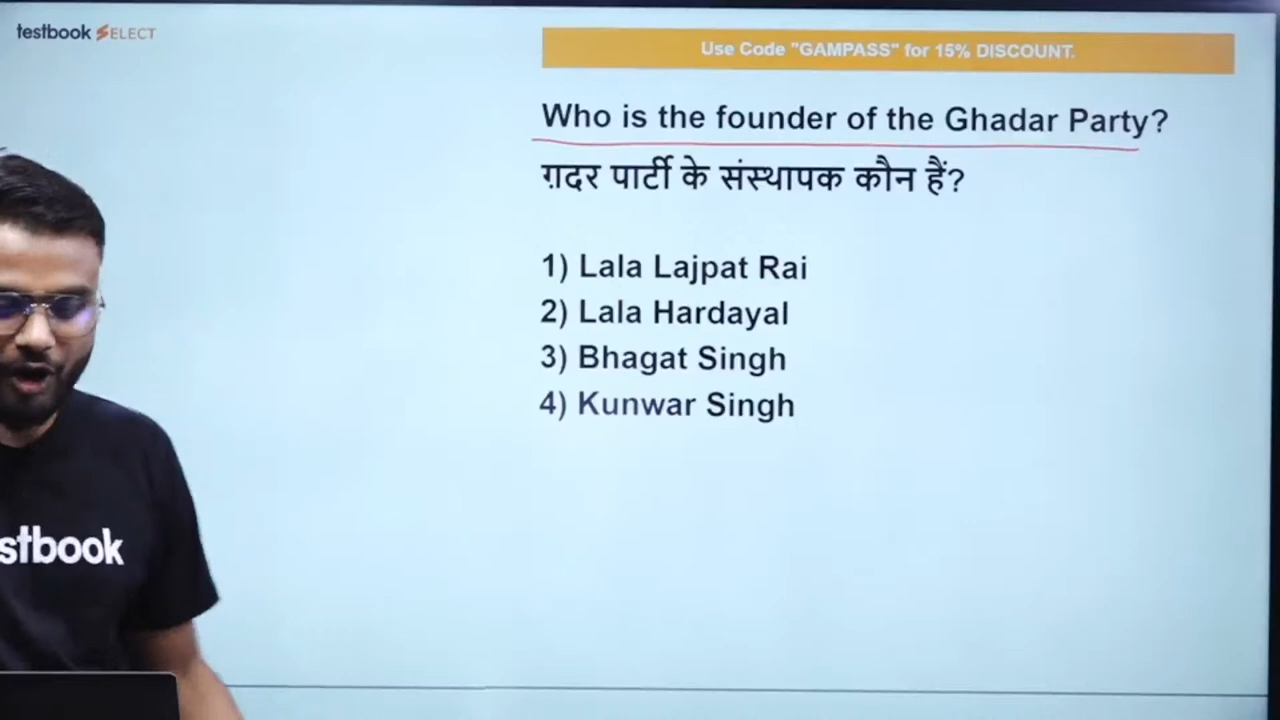 testbook SELECT
Use Code "GAMPASS" for 15% DISCOUNT.
Who is the founder of the Ghadar Party?
ग़दर पार्टी के संस्थापक कौन हैं?
1) Lala Lajpat Rai
2) Lala Hardayal
3) Bhagat Singh
4) Kunwar Singh
stbook